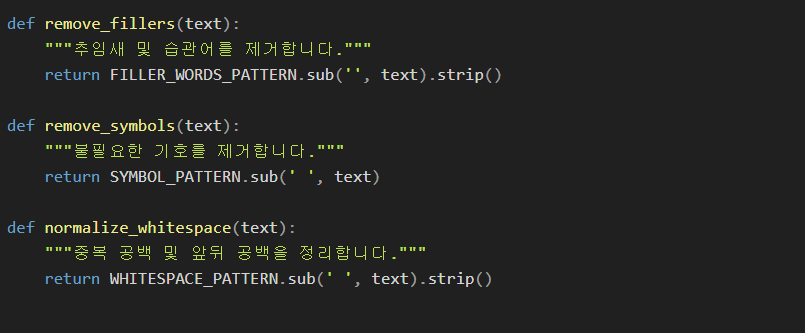 def remove_fillers(text):
    """추임새 및 습관어를 제거합니다."""
    return FILLER_WORDS_PATTERN.sub('', text).strip()
def remove_symbols(text):
    """불필요한 기호를 제거합니다."""
    return SYMBOL_PATTERN.sub(' ', text)
def normalize_whitespace(text):
    """중복 공백 및 앞뒤 공백을 정리합니다."""
    return WHITESPACE_PATTERN.sub(' ', text).strip()